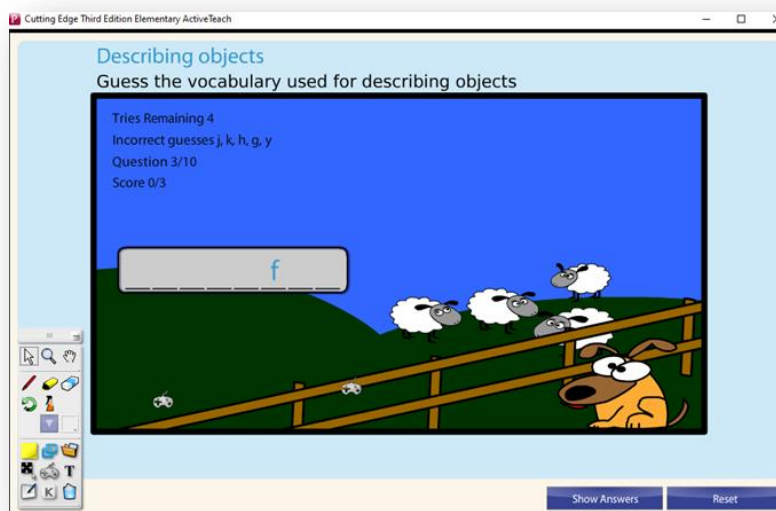 Cutting Edge Third Edition Elementary ActiveTeach
Describing objects
Guess the vocabulary used for describing objects
Tries Remaining 4
Incorrect guesses j, k, h, g, y
Question 3/10
Score 0/3
f
T
K
Show Answers
Reset